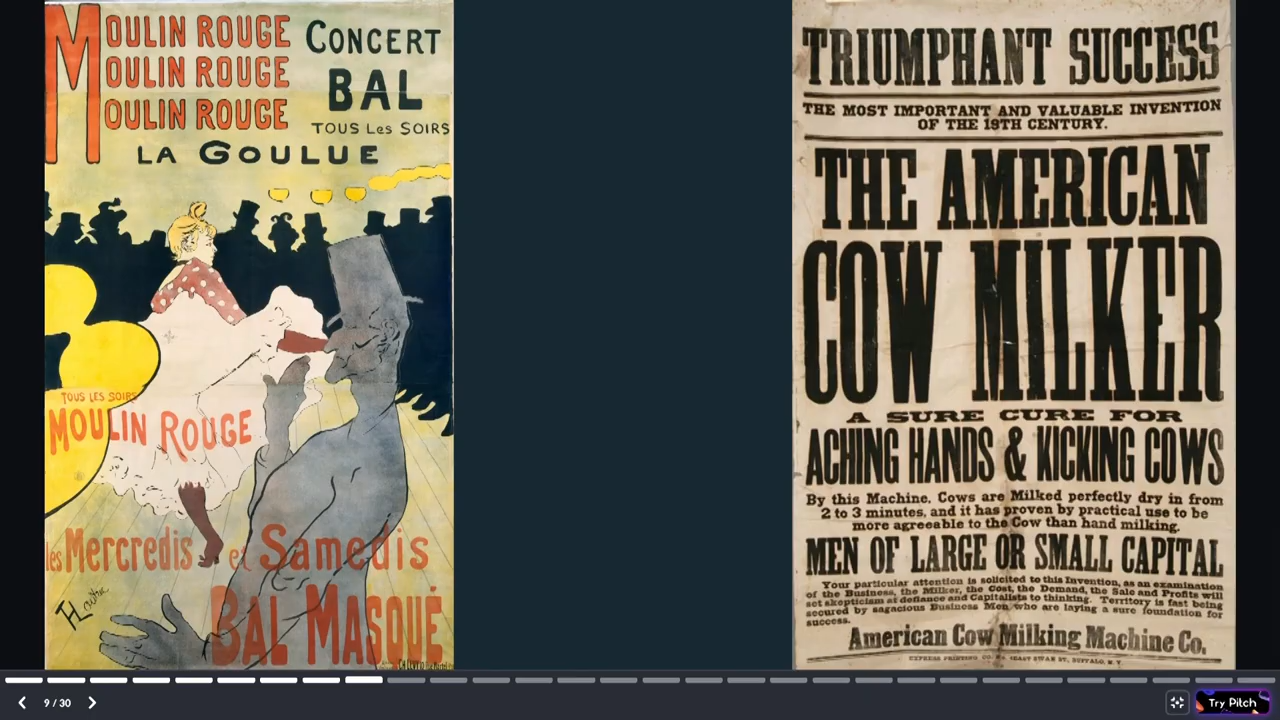 MOULIN ROUGE
MOULIN ROUGE
MOULIN ROUGE
CONCERT
BAL
TOUS Les SOIRS
LA GOULUE
TOUS LES SOIRS
MOULIN ROUGE
les Mercredis et Samedis
BAL MASQUÉ
TRIUMPHANT SUCCESS
THE MOST IMPORTANT AND VALUABLE INVENTION
OF THE 19TH CENTURY.
THE AMERICAN
COW MILKER
A SURE CURE FOR
ACHING HANDS & KICKING COWS
By this Machine, Cows are Milked perfectly dry in from
2 to 3 minutes, and it has proven by practical use to be
more agreeable to the Cow than hand milking.
MEN OF LARGE OR SMALL CAPITAL
Your particular attention is solicited to this Invention, as an examination
of the Business, the Milker, the Cost, the Demand, the Sale and Profits will
set skepticism at defiance and Capitalists to thinking. Territory is fast being
secured by sagacious Business Men who are laying a sure foundation for
success.
American Cow Milking Machine Co.
EXPRESS PRINTING CO. EAST SWAN ST., BUFFALO, N.Y.
9 / 30
Try Pitch